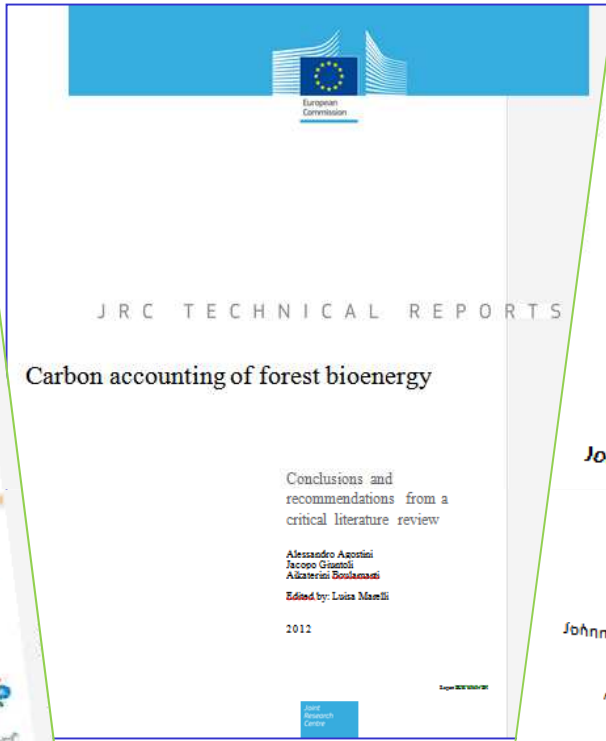 European
Commission
JRC TECHNICAL REPORTS
Carbon accounting of forest bioenergy
Conclusions and
recommendations from a
critical literature review
Alessandro Agostini
Jacopo Giuntoli
Aikaterini Boulamanti
Edited by: Luisa Marelli
2012
Joint
Research
Centre